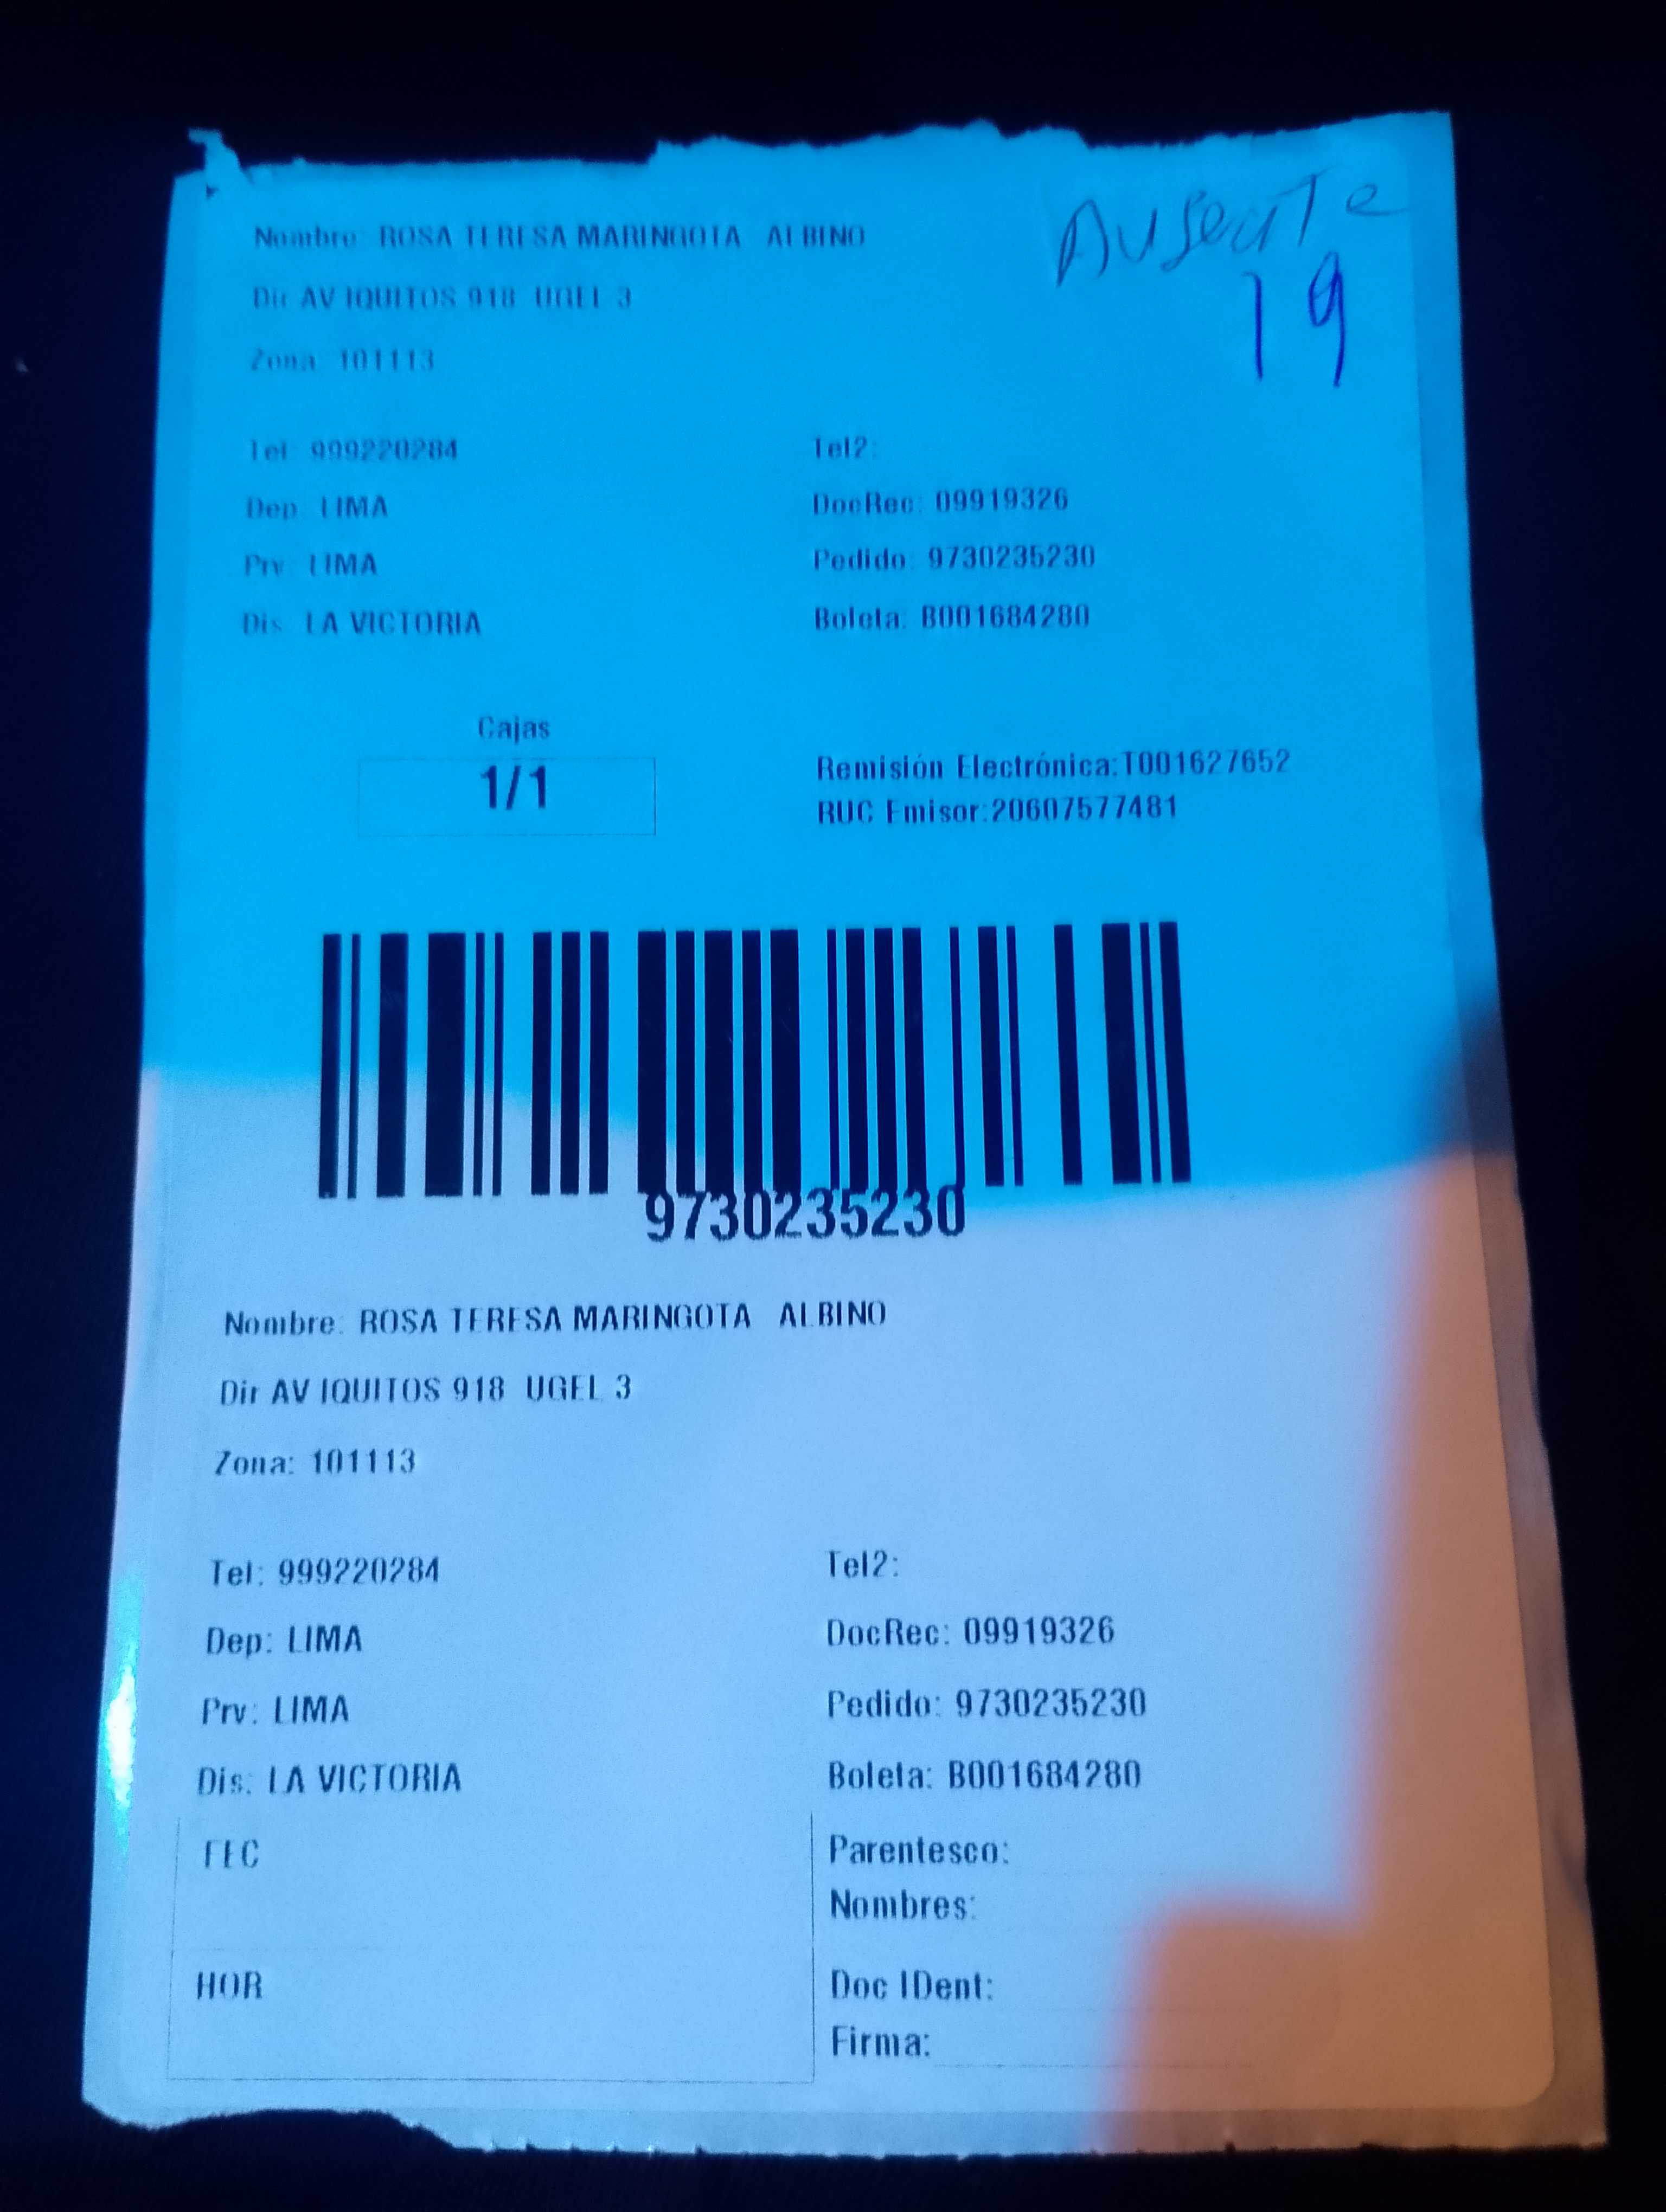 Ausente
19
Nombre: ROSA TERESA MARINGOTA ALBINO
Dir AV IQUITOS 918 UGEL 3
Zona: 101113
Tel: 999220284
Tel2:
Dep: LIMA
DocRec: 09919326
Prv: LIMA
Pedido: 9730235230
Dis: LA VICTORIA
Boleta: B001684280
Cajas
1/1
Remisión Electrónica:T001627652
RUC Emisor:20607577481
9730235230
Nombre: ROSA TERESA MARINGOTA ALBINO
Dir AV IQUITOS 918 UGEL 3
Zona: 101113
Tel: 999220284
Tel2:
Dep: LIMA
DocRec: 09919326
Prv: LIMA
Pedido: 9730235230
Dis: LA VICTORIA
Boleta: B001684280
FEC
Parentesco:
Nombres:
HOR
Doc IDent:
Firma: